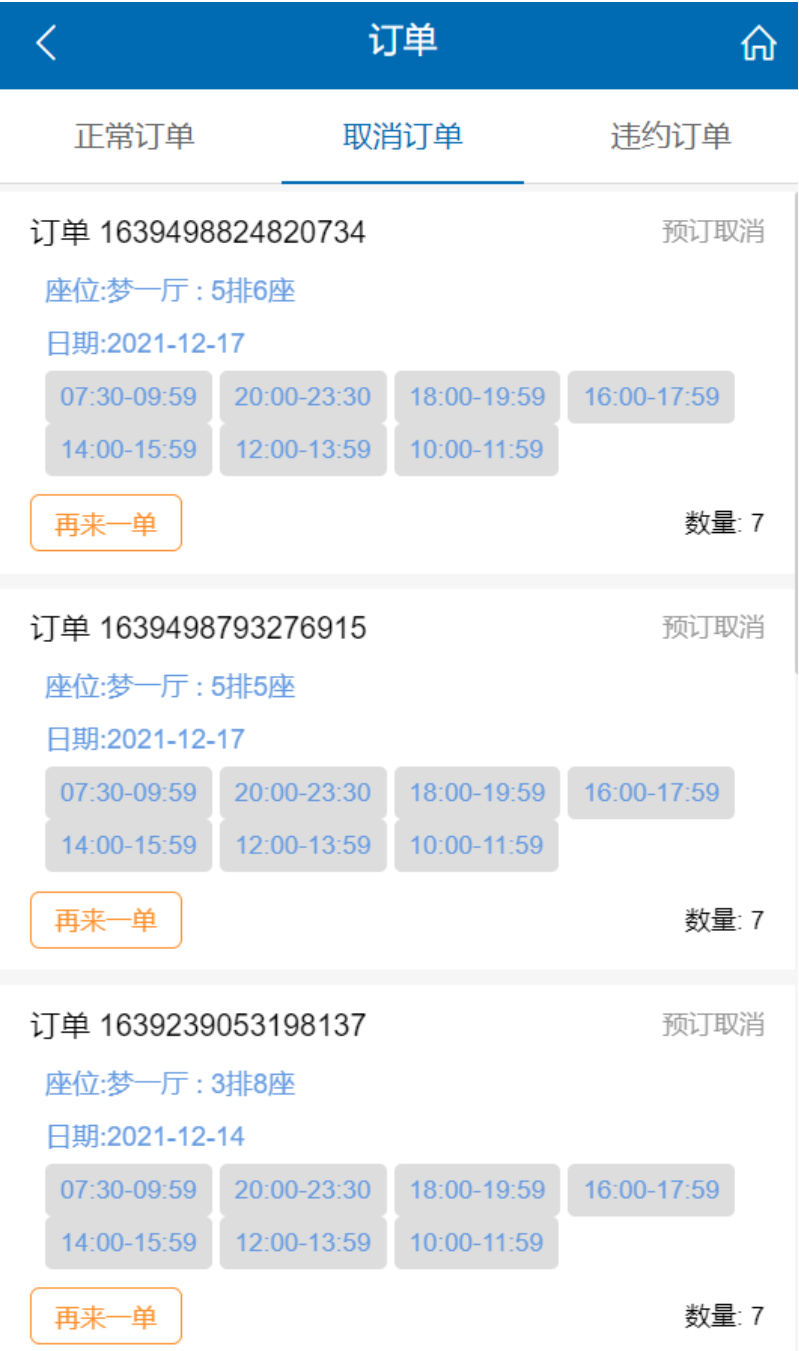 订单
正常订单 取消订单 违约订单
订单 1639498824820734 预订取消
座位:梦一厅 : 5排6座
日期:2021-12-17
07:30-09:59 20:00-23:30 18:00-19:59 16:00-17:59
14:00-15:59 12:00-13:59 10:00-11:59
再来一单 数量: 7
订单 1639498793276915 预订取消
座位:梦一厅 : 5排5座
日期:2021-12-17
07:30-09:59 20:00-23:30 18:00-19:59 16:00-17:59
14:00-15:59 12:00-13:59 10:00-11:59
再来一单 数量: 7
订单 1639239053198137 预订取消
座位:梦一厅 : 3排8座
日期:2021-12-14
07:30-09:59 20:00-23:30 18:00-19:59 16:00-17:59
14:00-15:59 12:00-13:59 10:00-11:59
再来一单 数量: 7